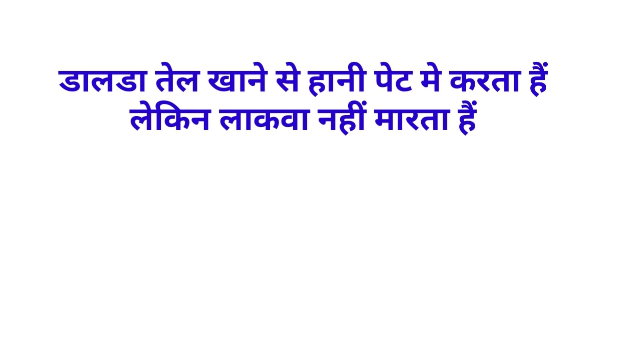 डालडा तेल खाने से हानी पेट मे करता हैं
लेकिन लाकवा नहीं मारता हैं